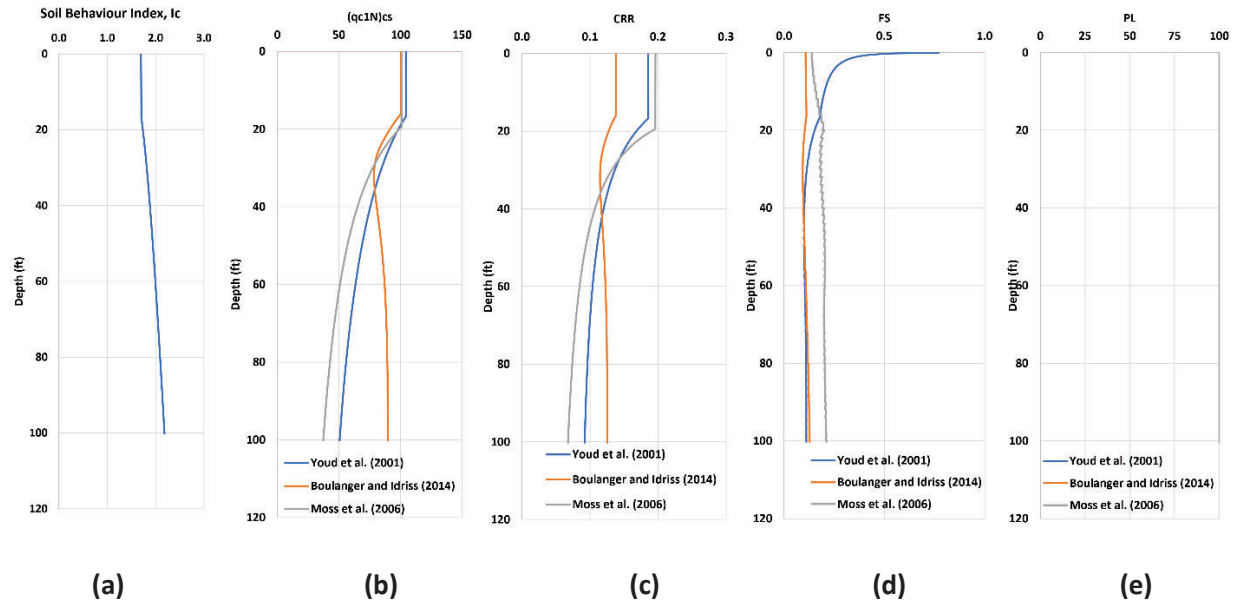 Soil Behaviour Index, Ic
0.0 1.0 2.0 3.0
0
20
40
60
80
100
120
Depth (ft)
(a)
(qc1N)cs
0 50 100 150
0
20
40
60
80
100
120
Depth (ft)
Youd et al. (2001)
Boulanger and Idriss (2014)
Moss et al. (2006)
(b)
CRR
0 0.1 0.2 0.3
0
20
40
60
80
100
120
Depth (ft)
Youd et al. (2001)
Boulanger and Idriss (2014)
Moss et al. (2006)
(c)
FS
0.0 0.5 1.0
0
20
40
60
80
100
120
Depth (ft)
Youd et al. (2001)
Boulanger and Idriss (2014)
Moss et al. (2006)
(d)
PL
0 25 50 75 100
0
20
40
60
80
100
120
Depth (ft)
Youd et al. (2001)
Boulanger and Idriss (2014)
Moss et al. (2006)
(e)